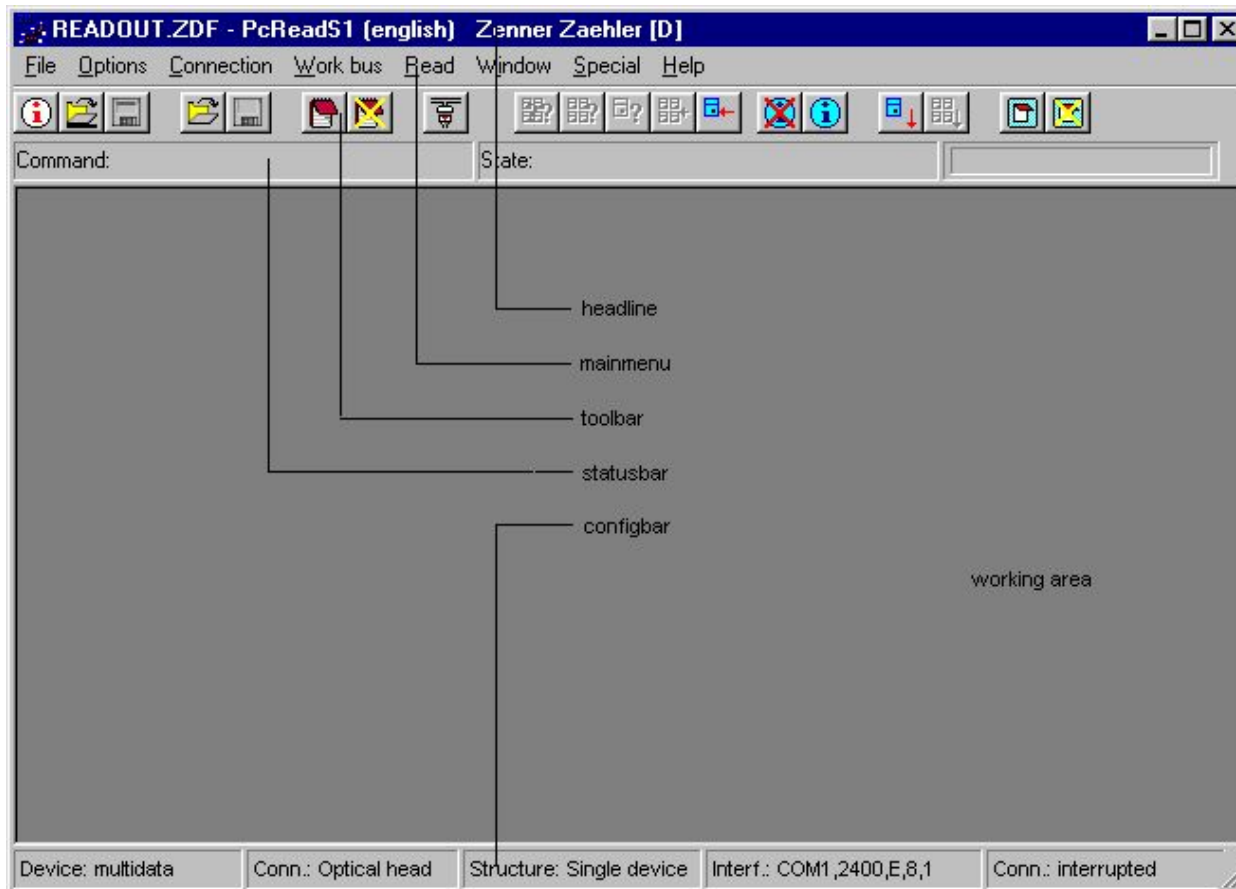 READOUT.ZDF - PcReadS1 (english) Zenner Zaehler [D]
File Options Connection Work bus Read Window Special Help
Command: State:
headline
mainmenu
toolbar
statusbar
configbar
working area
Device: multidata Conn.: Optical head Structure: Single device Interf.: COM1,2400,E,8,1 Conn.: interrupted